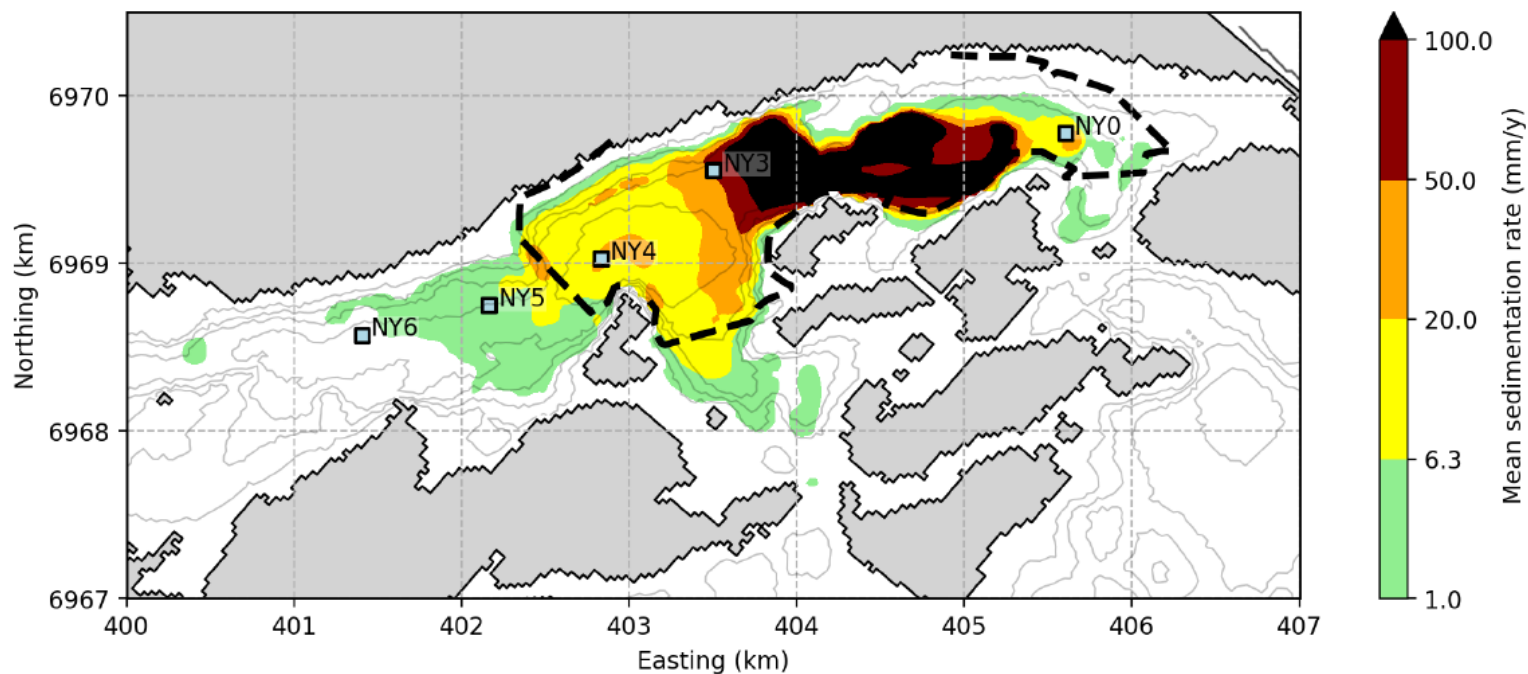 6970
6969
6968
6967
Northing (km)
400
401
402
403
404
405
406
407
Easting (km)
NY0
NY3
NY4
NY5
NY6
100.0
50.0
20.0
6.3
1.0
Mean sedimentation rate (mm/y)